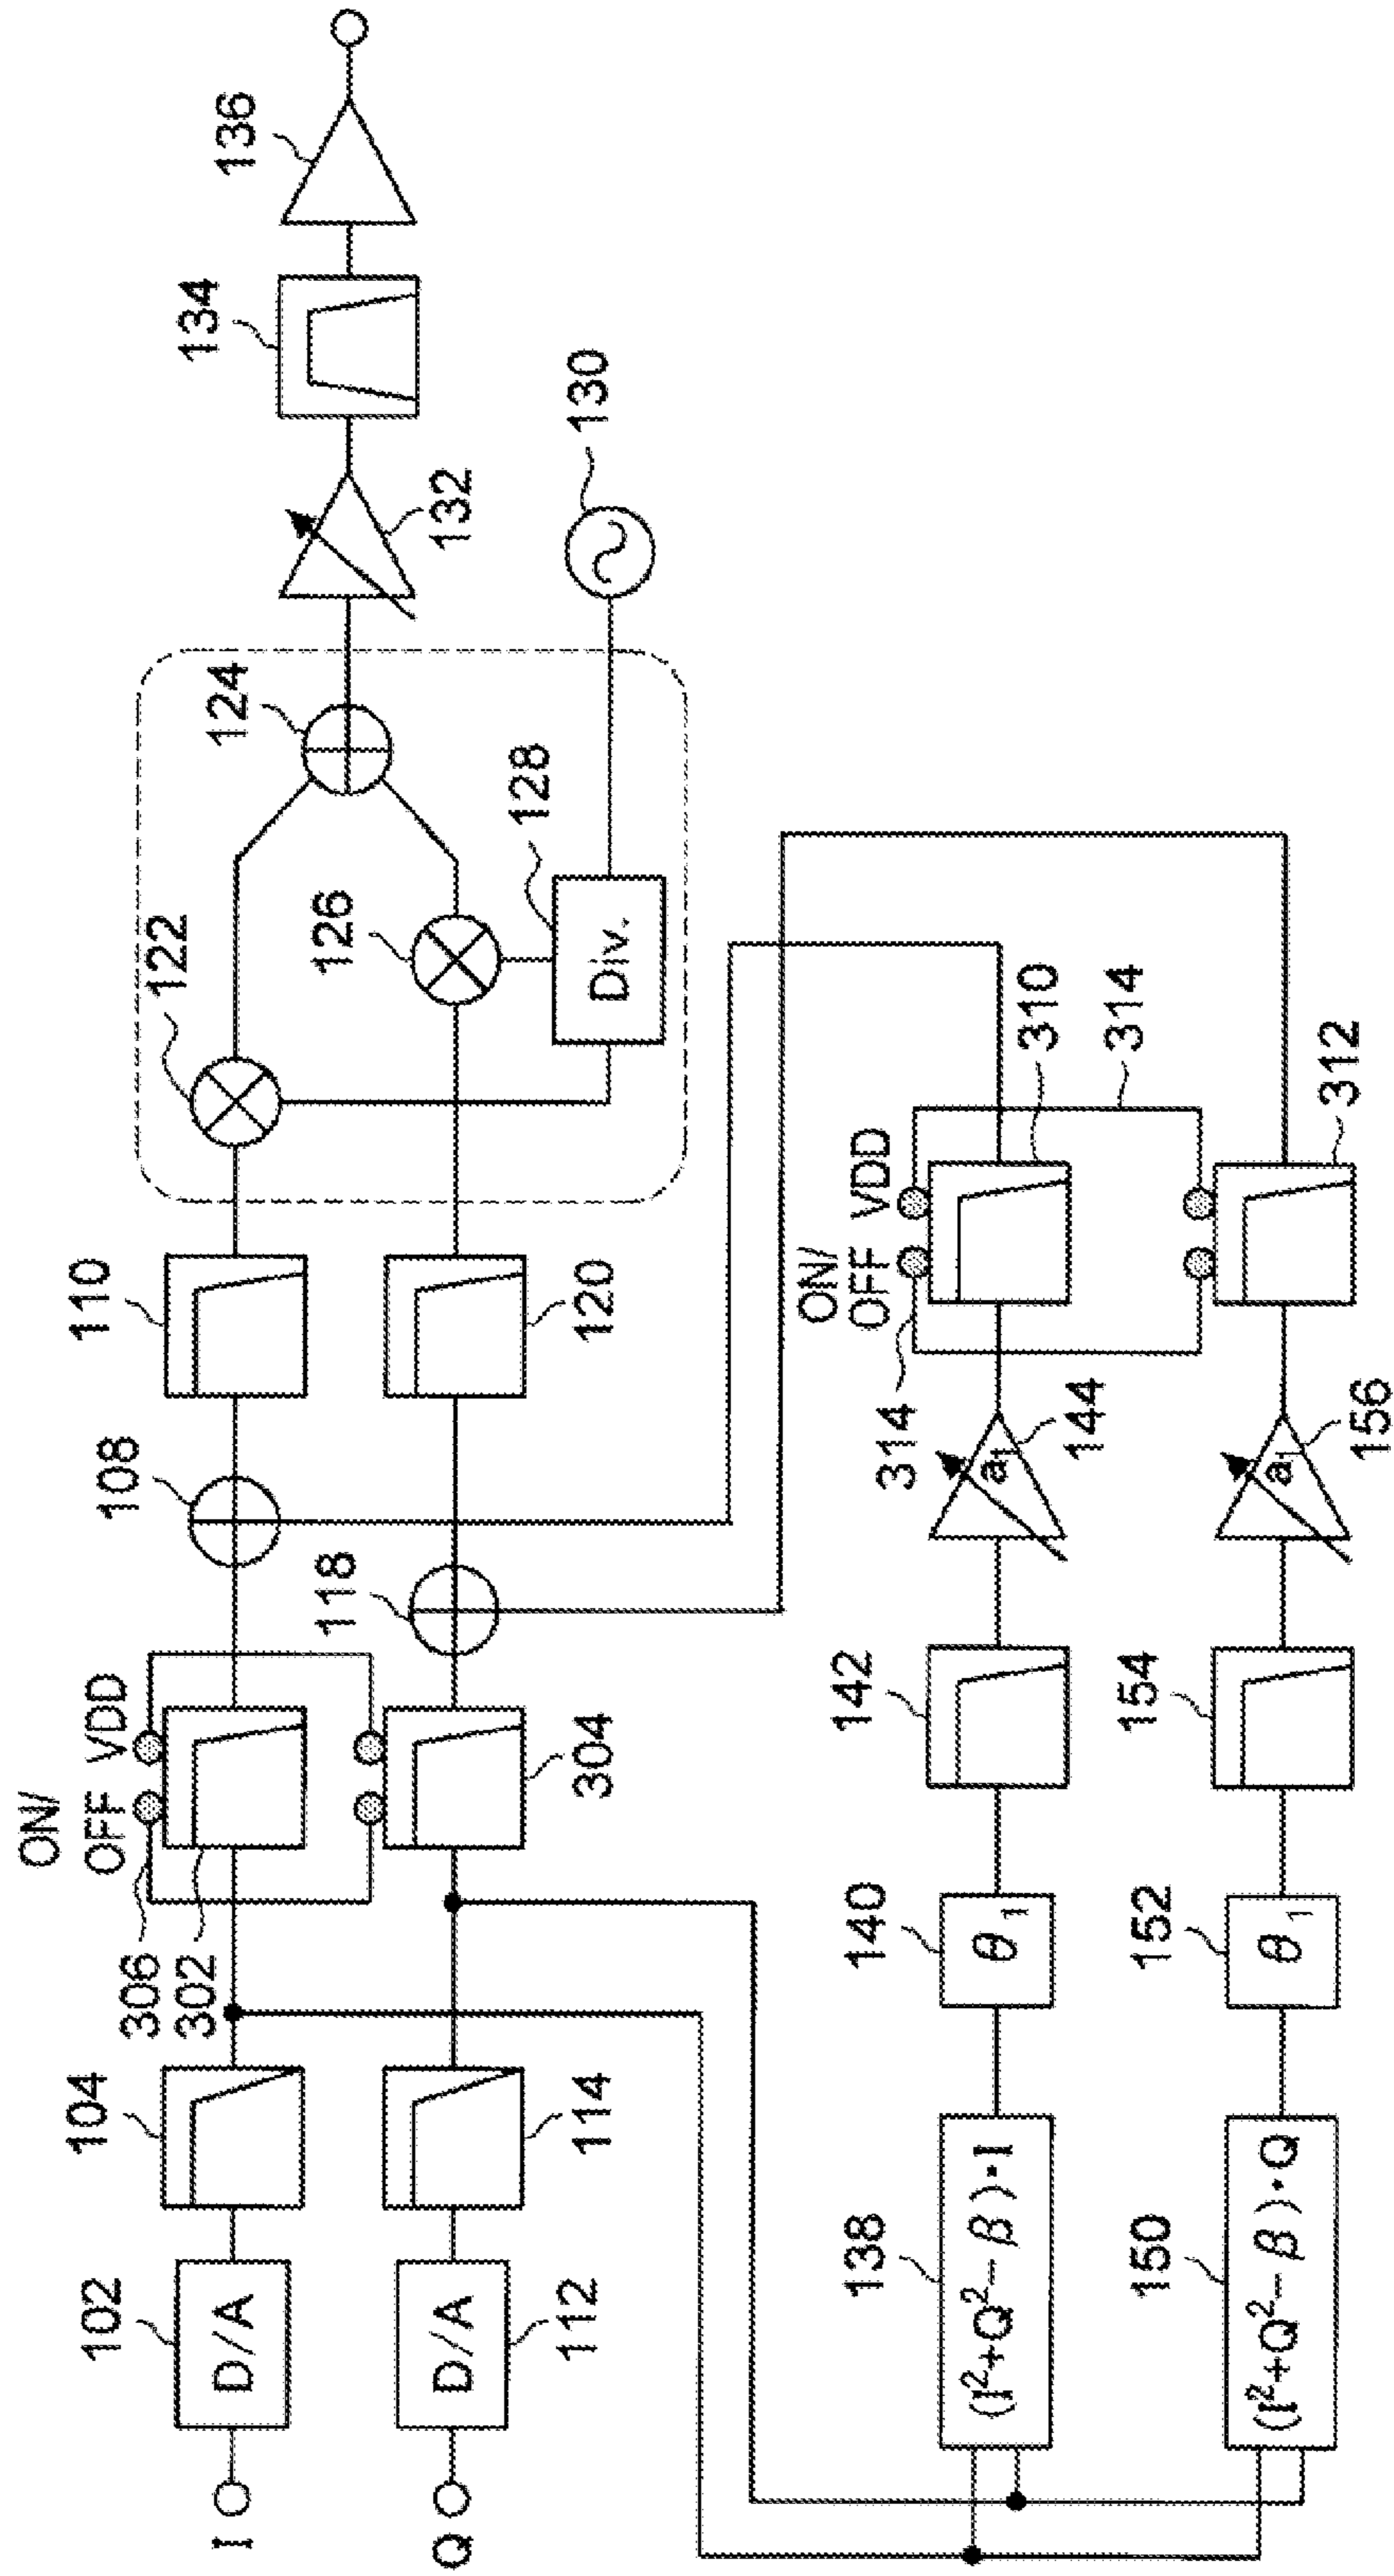 I
102
D/A
104
306
302
ON/
OFF VDD
108
110
122
124
132
134
136
Q
112
D/A
114
304
118
120
126
128
Div.
130
138
(I²+Q²−β)•I
140
θ₁
142
144
a₁
314
ON/
OFF VDD
310
314
150
(I²+Q²−β)•Q
152
θ₁
154
156
a₁
312